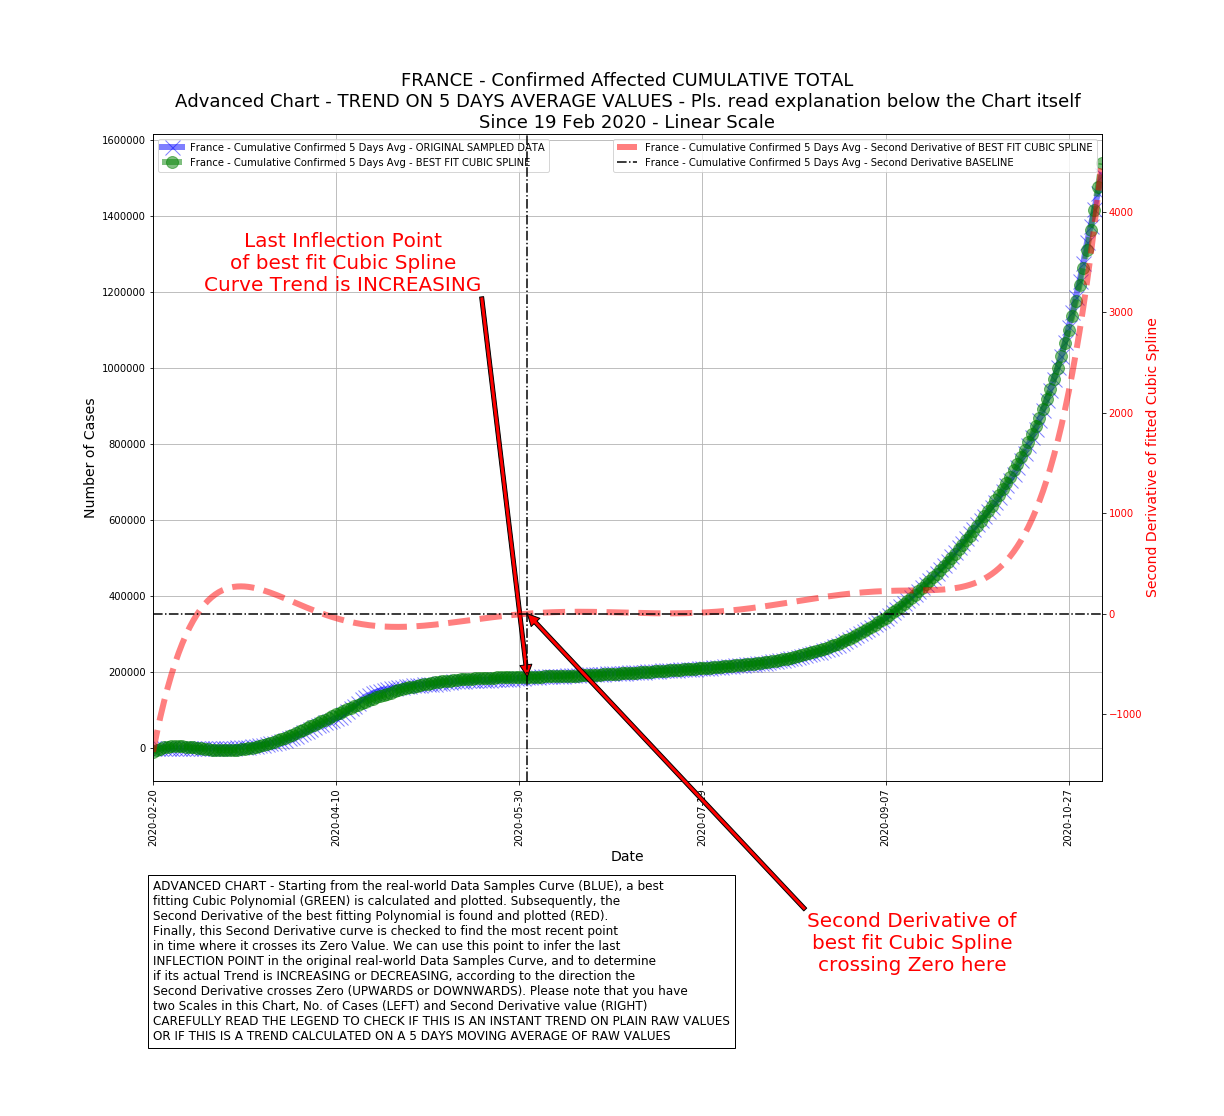 FRANCE - Confirmed Affected CUMULATIVE TOTAL
Advanced Chart - TREND ON 5 DAYS AVERAGE VALUES - Pls. read explanation below the Chart itself
Since 19 Feb 2020 - Linear Scale
France - Cumulative Confirmed 5 Days Avg - ORIGINAL SAMPLED DATA
France - Cumulative Confirmed 5 Days Avg - BEST FIT CUBIC SPLINE
France - Cumulative Confirmed 5 Days Avg - Second Derivative of BEST FIT CUBIC SPLINE
France - Cumulative Confirmed 5 Days Avg - Second Derivative BASELINE
Last Inflection Point
of best fit Cubic Spline
Curve Trend is INCREASING
Number of Cases
1600000
1400000
1200000
1000000
800000
600000
400000
200000
0
Second Derivative of fitted Cubic Spline
4000
3000
2000
1000
0
−1000
2020-02-20
2020-04-10
2020-05-30
2020-07-19
2020-09-07
2020-10-27
Date
Second Derivative of
best fit Cubic Spline
crossing Zero here
ADVANCED CHART - Starting from the real-world Data Samples Curve (BLUE), a best
fitting Cubic Polynomial (GREEN) is calculated and plotted. Subsequently, the
Second Derivative of the best fitting Polynomial is found and plotted (RED).
Finally, this Second Derivative curve is checked to find the most recent point
in time where it crosses its Zero Value. We can use this point to infer the last
INFLECTION POINT in the original real-world Data Samples Curve, and to determine
if its actual Trend is INCREASING or DECREASING, according to the direction the
Second Derivative crosses Zero (UPWARDS or DOWNWARDS). Please note that you have
two Scales in this Chart, No. of Cases (LEFT) and Second Derivative value (RIGHT)
CAREFULLY READ THE LEGEND TO CHECK IF THIS IS AN INSTANT TREND ON PLAIN RAW VALUES
OR IF THIS IS A TREND CALCULATED ON A 5 DAYS MOVING AVERAGE OF RAW VALUES